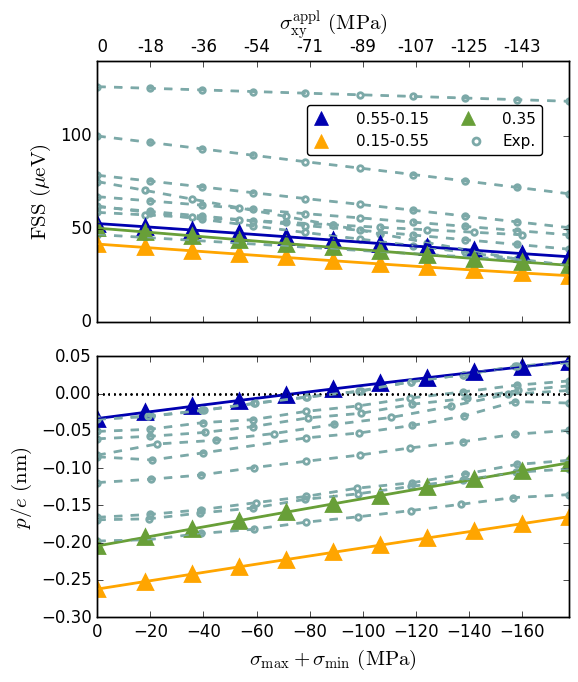 σ_xy^appl (MPa)
0 -18 -36 -54 -71 -89 -107 -125 -143
FSS (μeV)
100
50
0
0.55-0.15 0.35
0.15-0.55 Exp.
p/e (nm)
0.05
0.00
−0.05
−0.10
−0.15
−0.20
−0.25
−0.30
0 −20 −40 −60 −80 −100 −120 −140 −160
σ_max + σ_min (MPa)